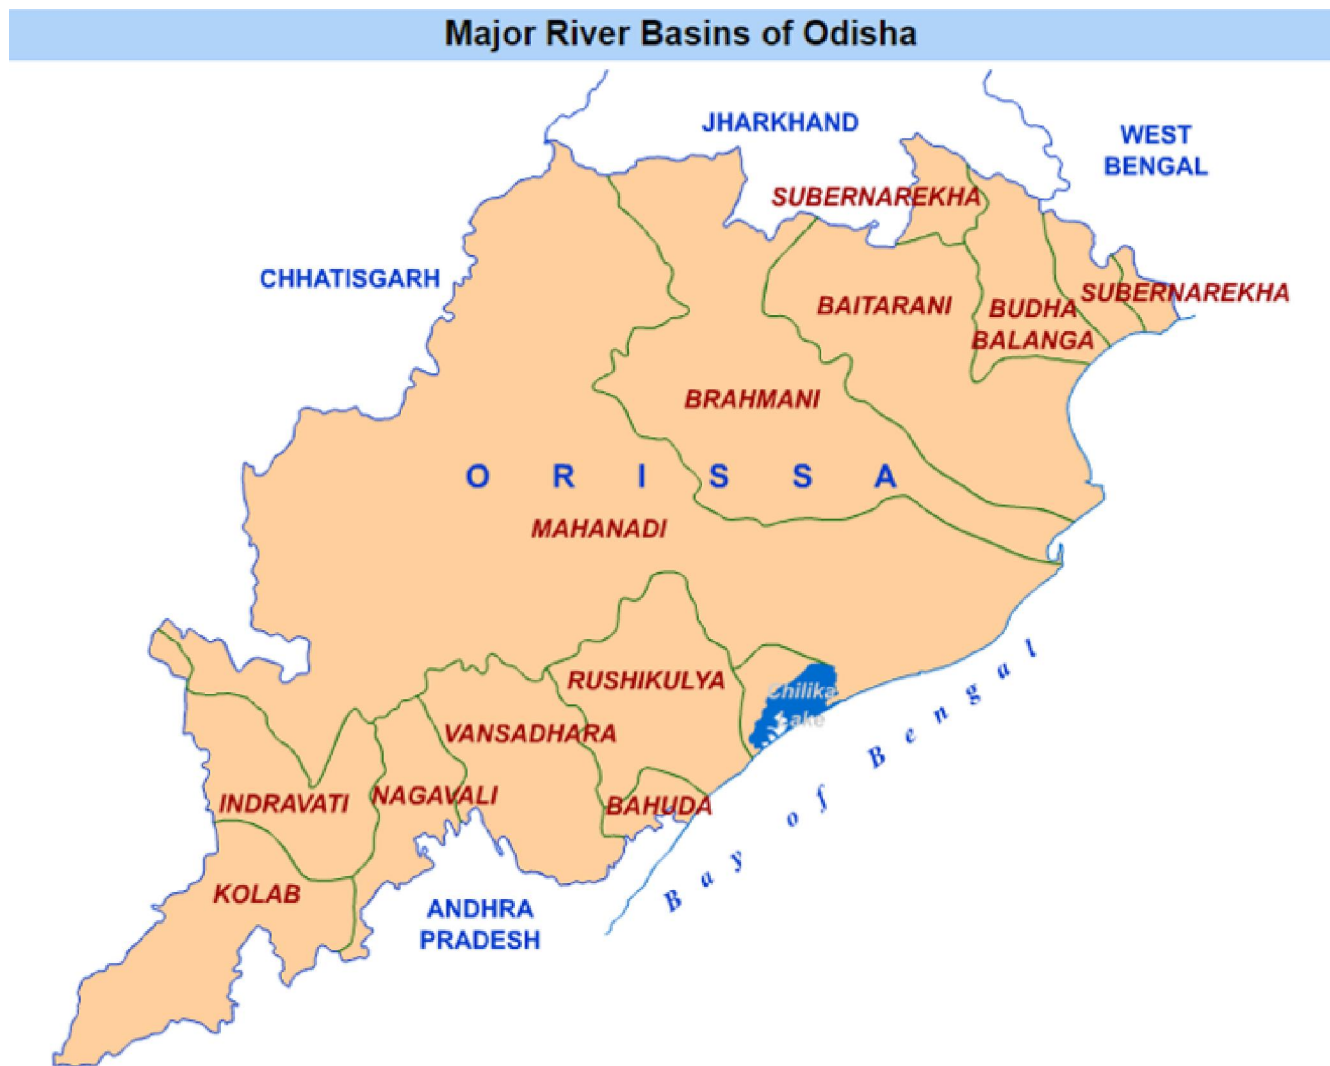 Major River Basins of Odisha
JHARKHAND
WEST
BENGAL
SUBERNAREKHA
CHHATISGARH
BAITARANI
BUDHA
BALANGA
SUBERNAREKHA
BRAHMANI
O R I S S A
MAHANADI
RUSHIKULYA
Chilika
Lake
VANSADHARA
INDRAVATI
NAGAVALI
BAHUDA
KOLAB
ANDHRA
PRADESH
Bay of Bengal